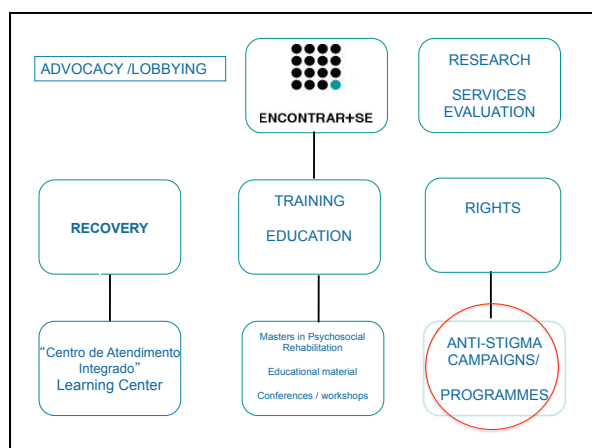 ADVOCACY /LOBBYING
ENCONTRAR+SE
RESEARCH
SERVICES
EVALUATION
RECOVERY
TRAINING
EDUCATION
RIGHTS
“Centro de Atendimento
Integrado”
Learning Center
Masters in Psychosocial
Rehabilitation
Educational material
Conferences / workshops
ANTI-STIGMA
CAMPAIGNS/
PROGRAMMES